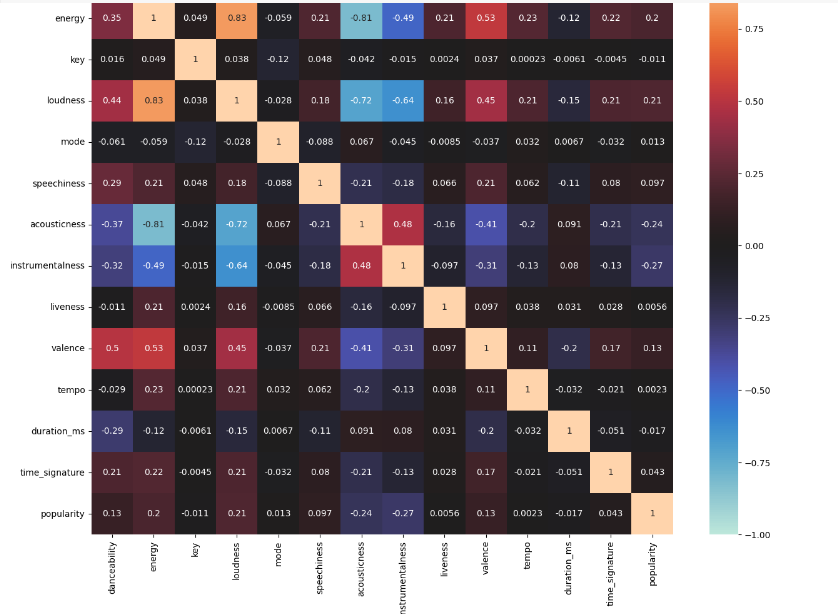 energy 0.35 1 0.049 0.83 -0.059 0.21 -0.81 -0.49 0.21 0.53 0.23 -0.12 0.22 0.2
key 0.016 0.049 1 0.038 -0.12 0.048 -0.042 -0.015 0.0024 0.037 0.00023 -0.0061 -0.0045 -0.011
loudness 0.44 0.83 0.038 1 -0.028 0.18 -0.72 -0.64 0.16 0.45 0.21 -0.15 0.21 0.21
mode -0.061 -0.059 -0.12 -0.028 1 -0.088 0.067 -0.045 -0.0085 -0.037 0.032 0.0067 -0.032 0.013
speechiness 0.29 0.21 0.048 0.18 -0.088 1 -0.21 -0.18 0.066 0.21 0.062 -0.11 0.08 0.097
acousticness -0.37 -0.81 -0.042 -0.72 0.067 -0.21 1 0.48 -0.16 -0.41 -0.2 0.091 -0.21 -0.24
instrumentalness -0.32 -0.49 -0.015 -0.64 -0.045 -0.18 0.48 1 -0.097 -0.31 -0.13 0.08 -0.13 -0.27
liveness -0.011 0.21 0.0024 0.16 -0.0085 0.066 -0.16 -0.097 1 0.097 0.038 0.031 0.028 0.0056
valence 0.5 0.53 0.037 0.45 -0.037 0.21 -0.41 -0.31 0.097 1 0.11 -0.2 0.17 0.13
tempo -0.029 0.23 0.00023 0.21 0.032 0.062 -0.2 -0.13 0.038 0.11 1 -0.032 -0.021 0.0023
duration_ms -0.29 -0.12 -0.0061 -0.15 0.0067 -0.11 0.091 0.08 0.031 -0.2 -0.032 1 -0.051 -0.017
time_signature 0.21 0.22 -0.0045 0.21 -0.032 0.08 -0.21 -0.13 0.028 0.17 -0.021 -0.051 1 0.043
popularity 0.13 0.2 -0.011 0.21 0.013 0.097 -0.24 -0.27 0.0056 0.13 0.0023 -0.017 0.043 1
danceability
energy
key
loudness
mode
speechiness
acousticness
instrumentalness
liveness
valence
tempo
duration_ms
time_signature
popularity
0.75
0.50
0.25
0.00
-0.25
-0.50
-0.75
-1.00